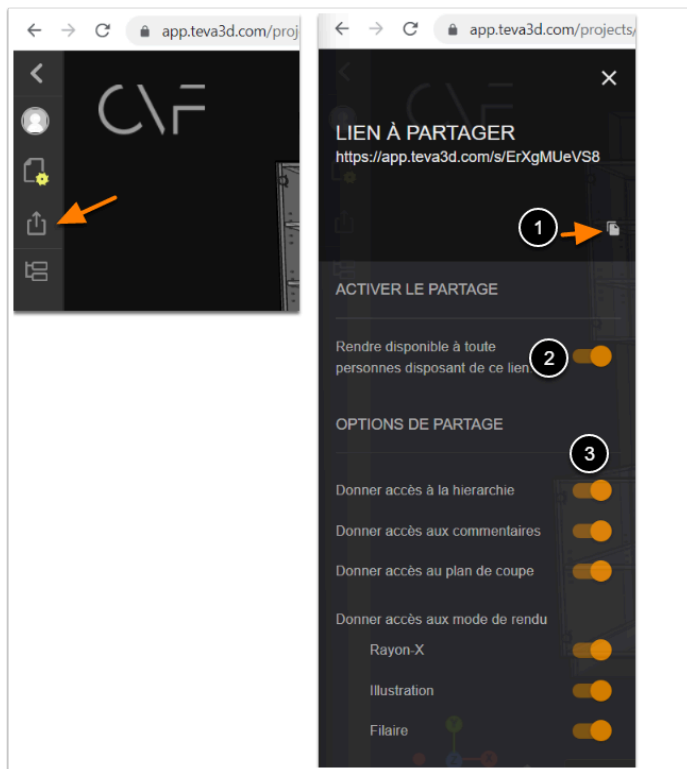 app.teva3d.com/proj
app.teva3d.com/projects/
CVF
LIEN À PARTAGER
https://app.teva3d.com/s/ErXgMUeVS8
1
ACTIVER LE PARTAGE
Rendre disponible à toute
personnes disposant de ce lien
2
OPTIONS DE PARTAGE
3
Donner accès à la hierarchie
Donner accès aux commentaires
Donner accès au plan de coupe
Donner accès aux mode de rendu
Rayon-X
Illustration
Filaire
Y